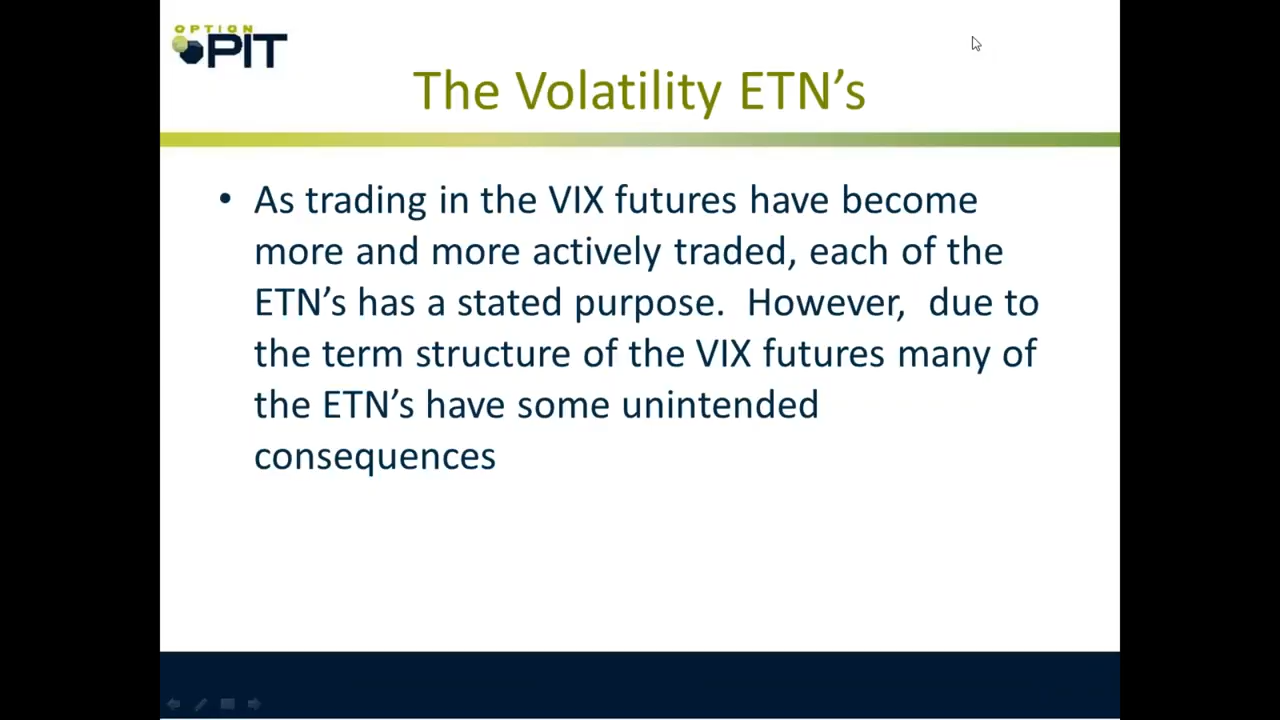 OPTION
PIT
The Volatility ETN’s
• As trading in the VIX futures have become
more and more actively traded, each of the
ETN’s has a stated purpose.  However,  due to
the term structure of the VIX futures many of
the ETN’s have some unintended
consequences